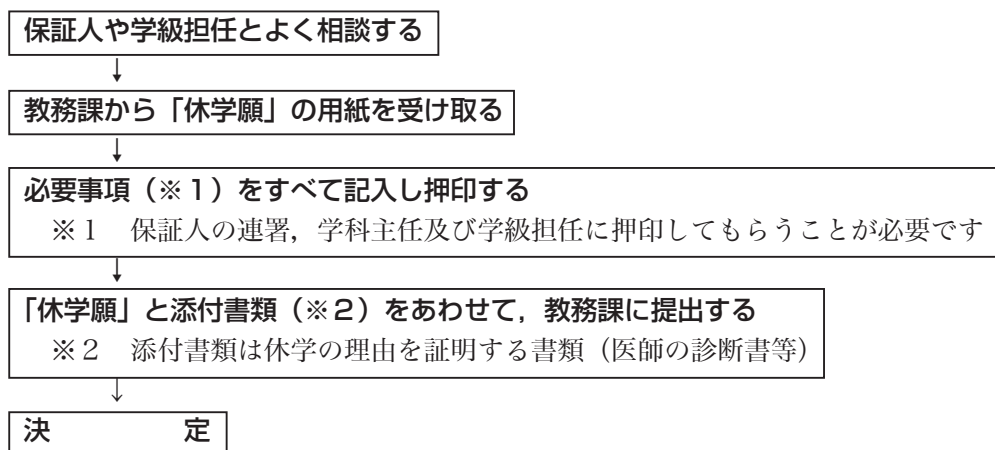 保証人や学級担任とよく相談する
↓
教務課から「休学願」の用紙を受け取る
↓
必要事項（※１）をすべて記入し押印する
※１　保証人の連署，学科主任及び学級担任に押印してもらうことが必要です
↓
「休学願」と添付書類（※２）をあわせて，教務課に提出する
※２　添付書類は休学の理由を証明する書類（医師の診断書等）
↓
決　　　　　定